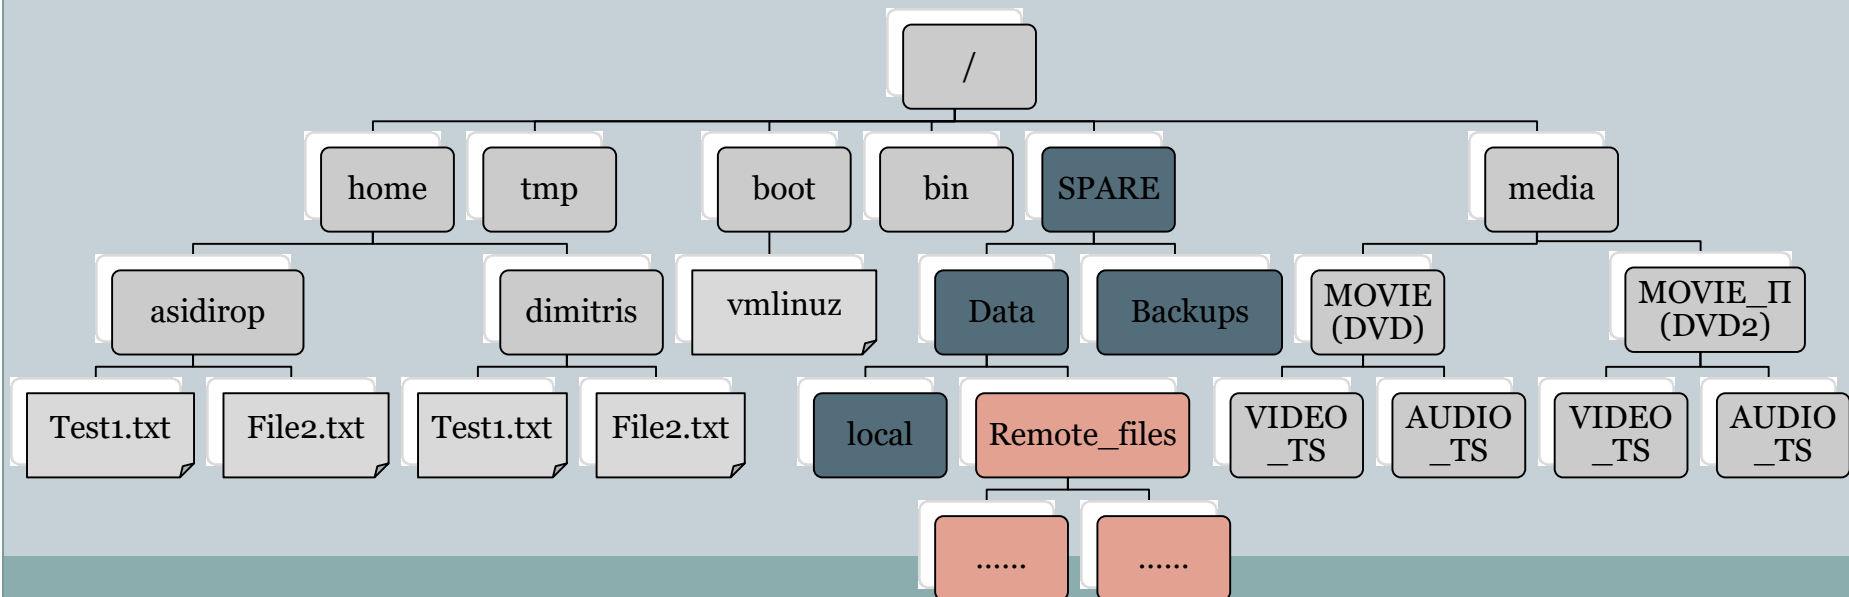 /
home
tmp
boot
bin
SPARE
media
asidirop
dimitris
vmlinuz
Data
Backups
MOVIE
(DVD)
MOVIE_Π
(DVD2)
Test1.txt
File2.txt
Test1.txt
File2.txt
local
Remote_files
VIDEO
_TS
AUDIO
_TS
VIDEO
_TS
AUDIO
_TS
......
......